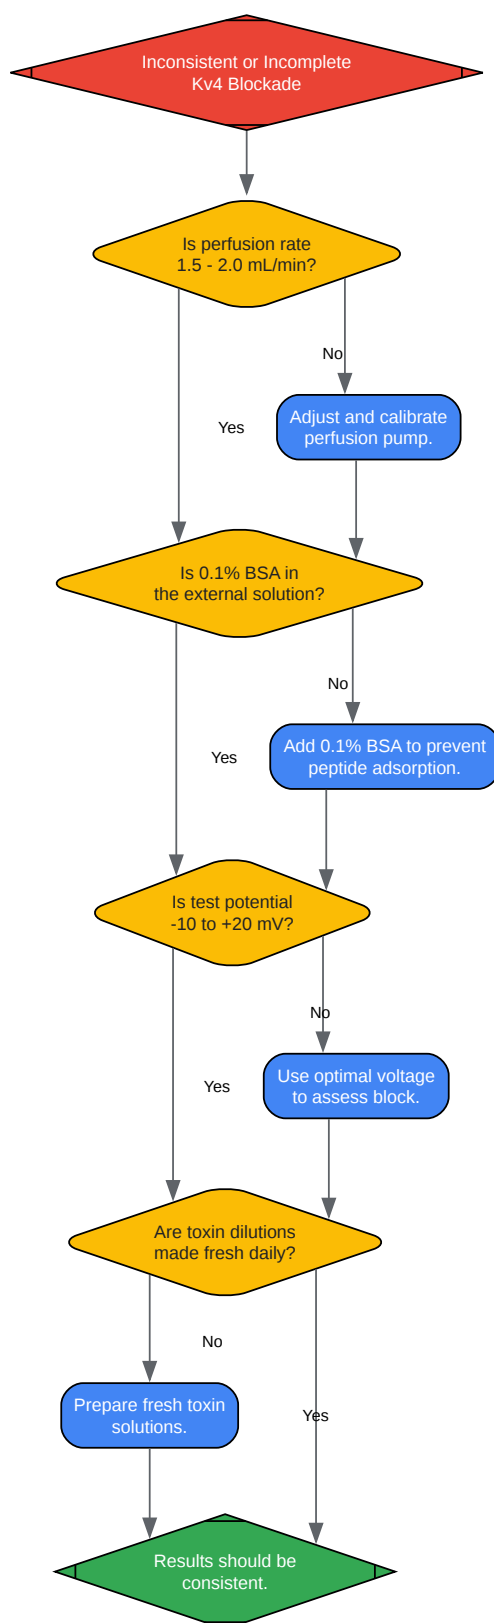 Inconsistent or Incomplete
Kv4 Blockade
Is perfusion rate
1.5 - 2.0 mL/min?
No
Yes
Adjust and calibrate
perfusion pump.
Is 0.1% BSA in
the external solution?
No
Yes
Add 0.1% BSA to prevent
peptide adsorption.
Is test potential
-10 to +20 mV?
No
Yes
Use optimal voltage
to assess block.
Are toxin dilutions
made fresh daily?
No
Prepare fresh toxin
solutions.
Yes
Results should be
consistent.